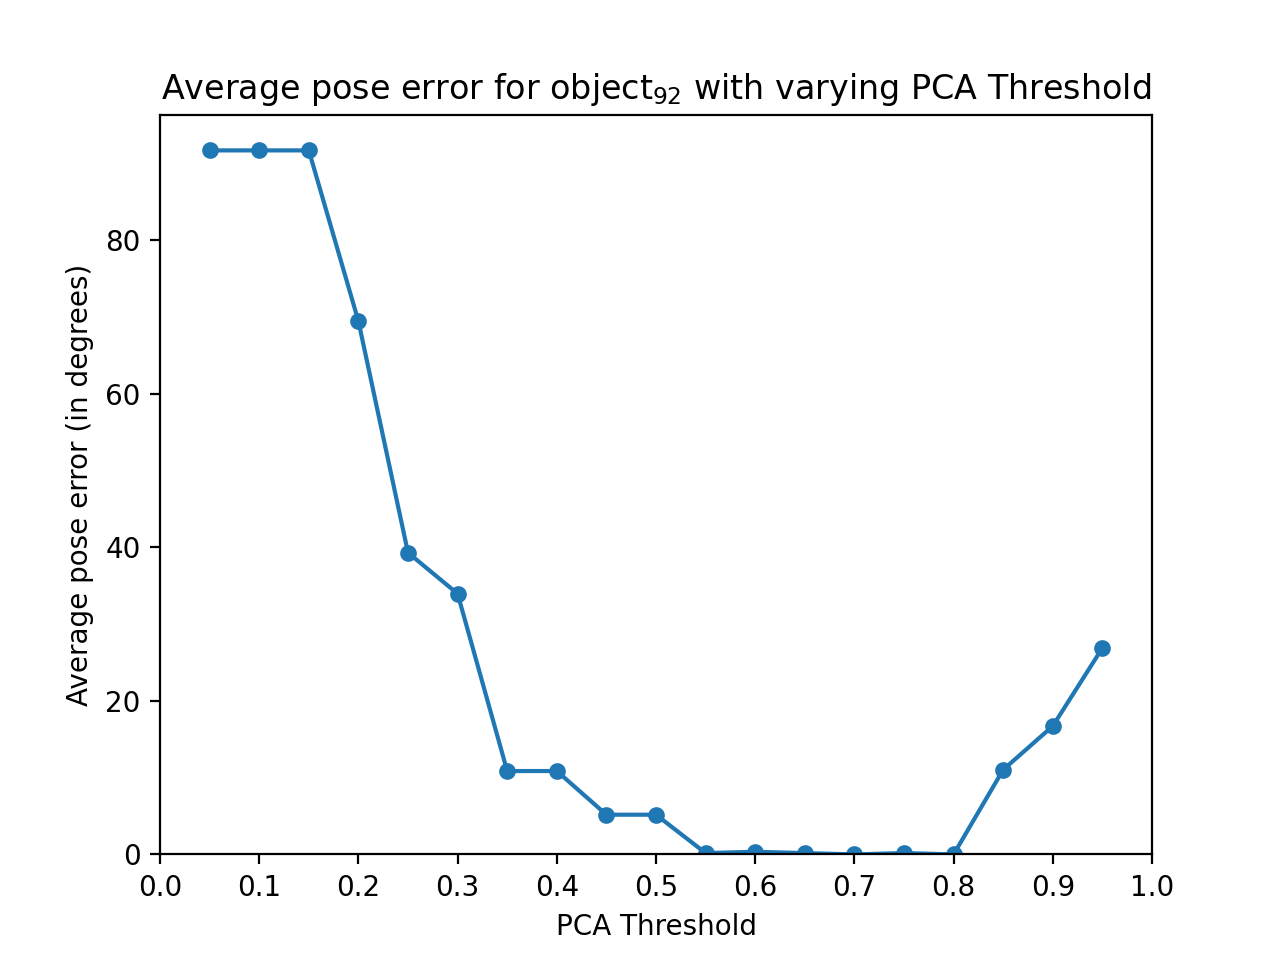 Average pose error for object₉₂ with varying PCA Threshold
Average pose error (in degrees)
80
60
40
20
0
0.0 0.1 0.2 0.3 0.4 0.5 0.6 0.7 0.8 0.9 1.0
PCA Threshold